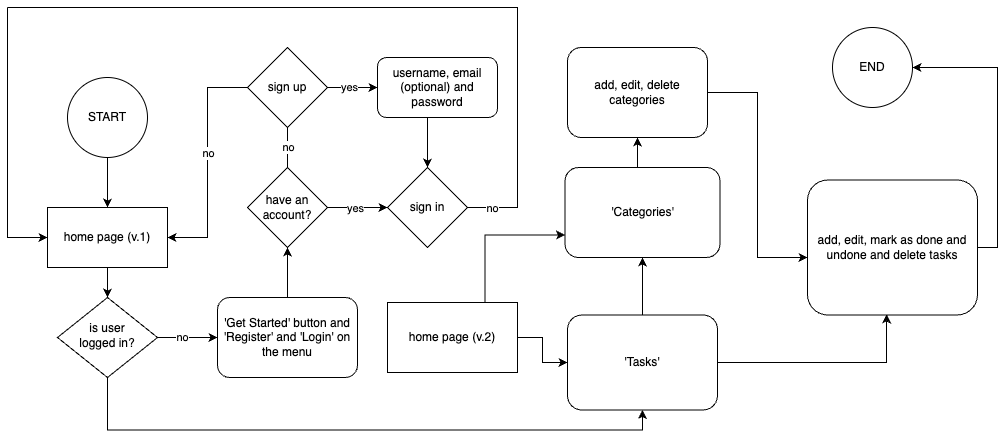 START
home page (v.1)
is user
logged in?
no
'Get Started' button and
'Register' and 'Login' on
the menu
have an
account?
no
yes
sign up
no
yes
username, email
(optional) and
password
sign in
no
home page (v.2)
'Tasks'
'Categories'
add, edit, delete
categories
add, edit, mark as done and
undone and delete tasks
END